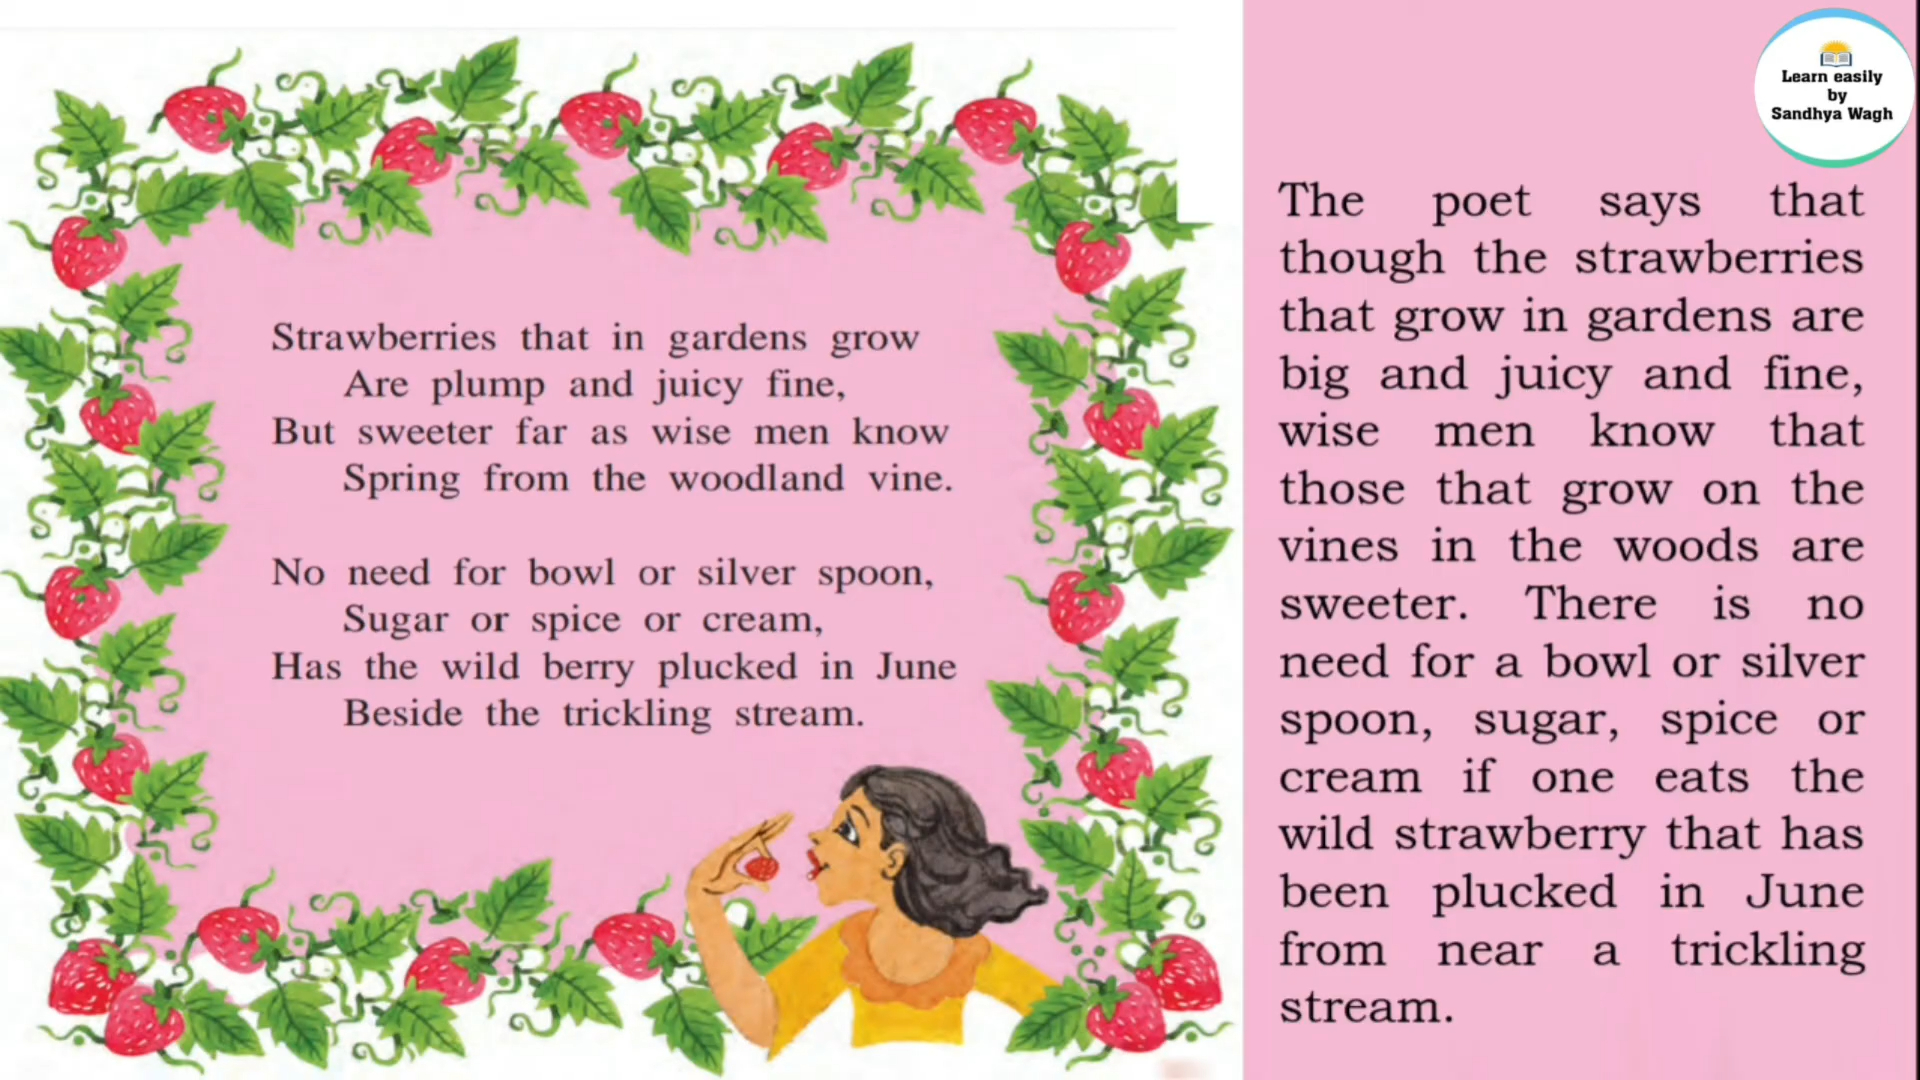 Strawberries that in gardens grow
Are plump and juicy fine,
But sweeter far as wise men know
Spring from the woodland vine.
No need for bowl or silver spoon,
Sugar or spice or cream,
Has the wild berry plucked in June
Beside the trickling stream.
Learn easily
by
Sandhya Wagh
The poet says that
though the strawberries
that grow in gardens are
big and juicy and fine,
wise men know that
those that grow on the
vines in the woods are
sweeter. There is no
need for a bowl or silver
spoon, sugar, spice or
cream if one eats the
wild strawberry that has
been plucked in June
from near a trickling
stream.